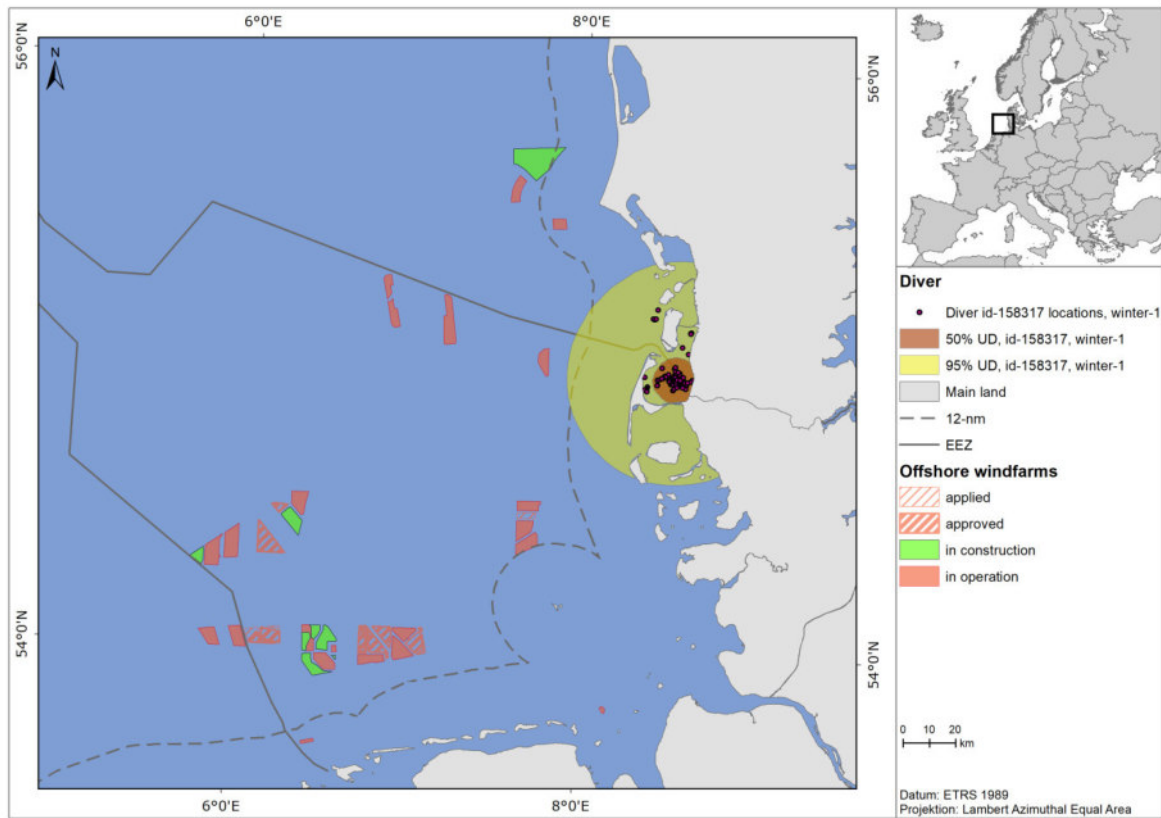 6°0'E 8°0'E
56°0'N 56°0'N
N
54°0'N 54°0'N
6°0'E 8°0'E
Diver
Diver id-158317 locations, winter-1
50% UD, id-158317, winter-1
95% UD, id-158317, winter-1
Main land
12-nm
EEZ
Offshore windfarms
applied
approved
in construction
in operation
0 10 20
km
Datum: ETRS 1989
Projektion: Lambert Azimuthal Equal Area